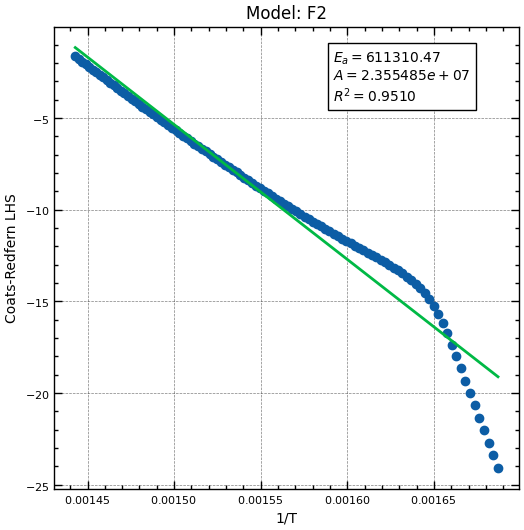 Model: F2
E_a = 611310.47
A = 2.355485e + 07
R² = 0.9510
Coats-Redfern LHS
−5
−10
−15
−20
−25
0.00145 0.00150 0.00155 0.00160 0.00165
1/T